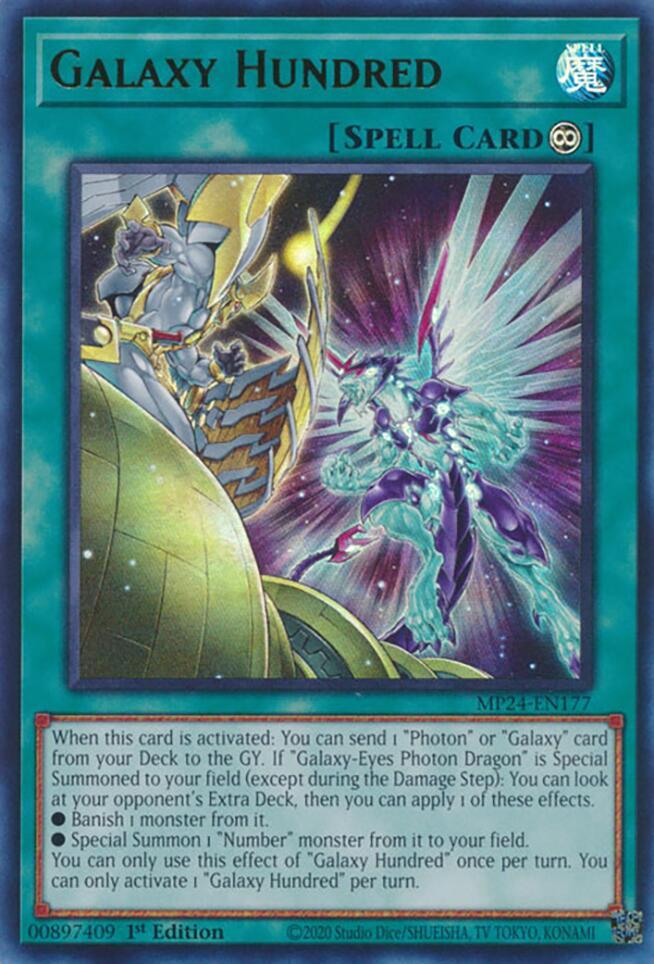 GALAXY HUNDRED
SPELL
魔
[SPELL CARD∞]
MP24-EN177
When this card is activated: You can send 1 "Photon" or "Galaxy" card
from your Deck to the GY. If "Galaxy-Eyes Photon Dragon" is Special
Summoned to your field (except during the Damage Step): You can look
at your opponent's Extra Deck, then you can apply 1 of these effects.
● Banish 1 monster from it.
● Special Summon 1 "Number" monster from it to your field.
You can only use this effect of "Galaxy Hundred" once per turn. You
can only activate 1 "Galaxy Hundred" per turn.
00897409 1st Edition ©2020 Studio Dice/SHUEISHA, TV TOKYO, KONAMI